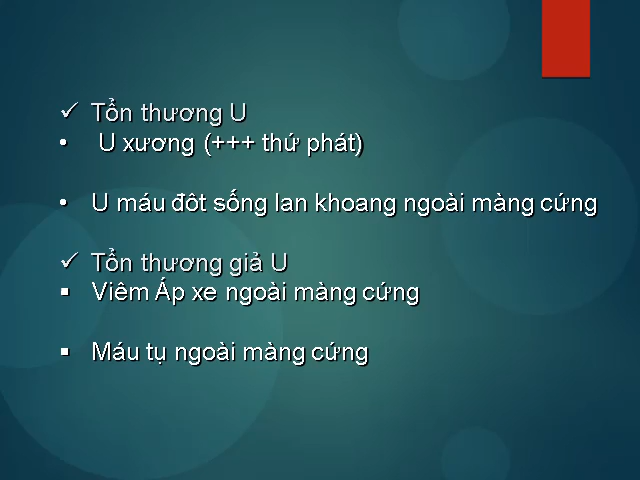 ✓ Tổn thương U
• U xương (+++ thứ phát)
• U máu đôt sống lan khoang ngoài màng cứng
✓ Tổn thương giả U
▪ Viêm Áp xe ngoài màng cứng
▪ Máu tụ ngoài màng cứng